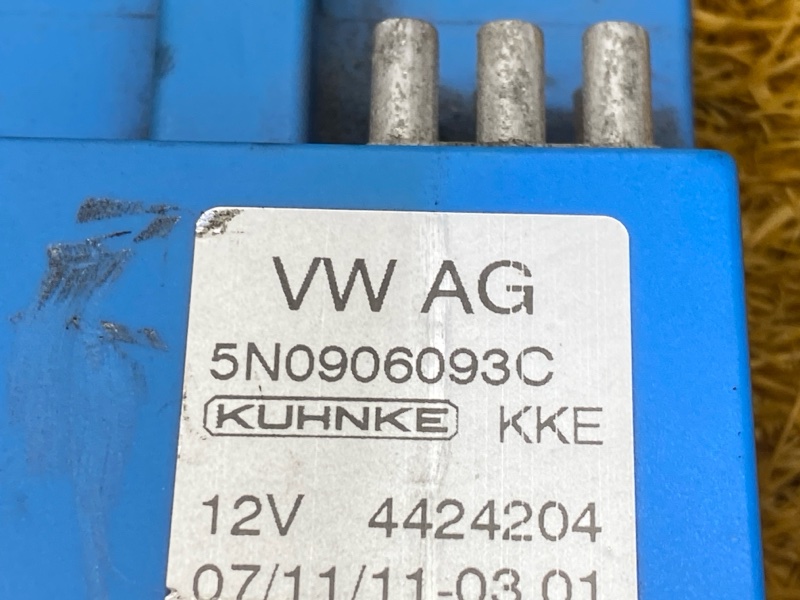 VW AG
5N0906093C
KUHNKE KKE
12V 4424204
07/11/11-03 01